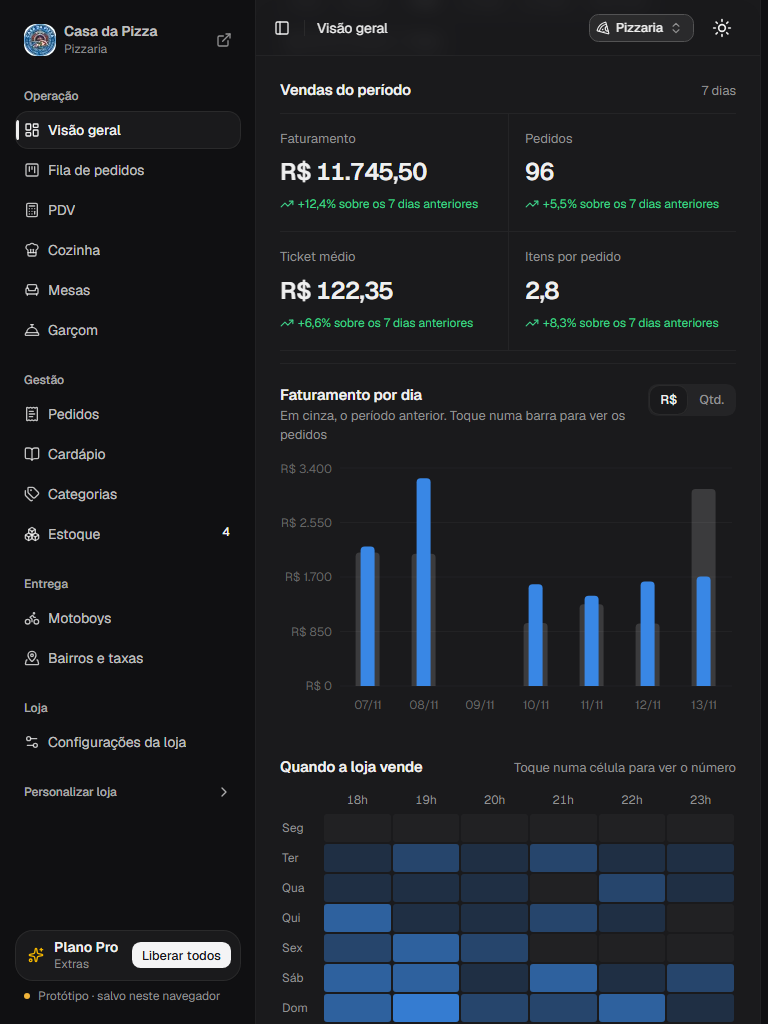 Casa da Pizza
Pizzaria
Operação
Visão geral
Fila de pedidos
PDV
Cozinha
Mesas
Garçom
Gestão
Pedidos
Cardápio
Categorias
Estoque 4
Entrega
Motoboys
Bairros e taxas
Loja
Configurações da loja
Personalizar loja
Plano Pro
Extras
Liberar todos
Protótipo · salvo neste navegador
Visão geral
Pizzaria
Vendas do período 7 dias
Faturamento
R$ 11.745,50
+12,4% sobre os 7 dias anteriores
Pedidos
96
+5,5% sobre os 7 dias anteriores
Ticket médio
R$ 122,35
+6,6% sobre os 7 dias anteriores
Itens por pedido
2,8
+8,3% sobre os 7 dias anteriores
Faturamento por dia
Em cinza, o período anterior. Toque numa barra para ver os
pedidos
R$ Qtd.
R$ 3.400
R$ 2.550
R$ 1.700
R$ 850
R$ 0
07/11 08/11 09/11 10/11 11/11 12/11 13/11
Quando a loja vende Toque numa célula para ver o número
18h 19h 20h 21h 22h 23h
Seg
Ter
Qua
Qui
Sex
Sáb
Dom